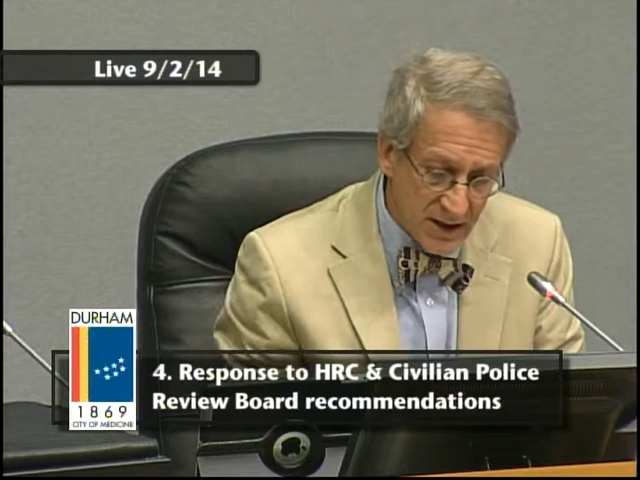 Live 9/2/14
DURHAM
1869
CITY OF MEDICINE
4. Response to HRC & Civilian Police
Review Board recommendations